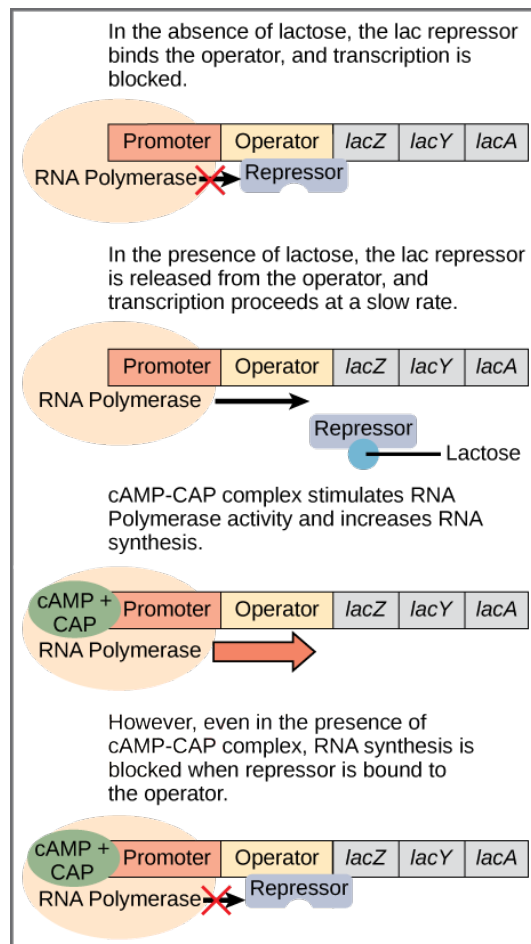 In the absence of lactose, the lac repressor
binds the operator, and transcription is
blocked.
Promoter Operator lacZ lacY lacA
RNA Polymerase Repressor
In the presence of lactose, the lac repressor
is released from the operator, and
transcription proceeds at a slow rate.
Promoter Operator lacZ lacY lacA
RNA Polymerase
Repressor
Lactose
cAMP-CAP complex stimulates RNA
Polymerase activity and increases RNA
synthesis.
cAMP +
CAP
Promoter Operator lacZ lacY lacA
RNA Polymerase
However, even in the presence of
cAMP-CAP complex, RNA synthesis is
blocked when repressor is bound to
the operator.
cAMP +
CAP
Promoter Operator lacZ lacY lacA
RNA Polymerase Repressor